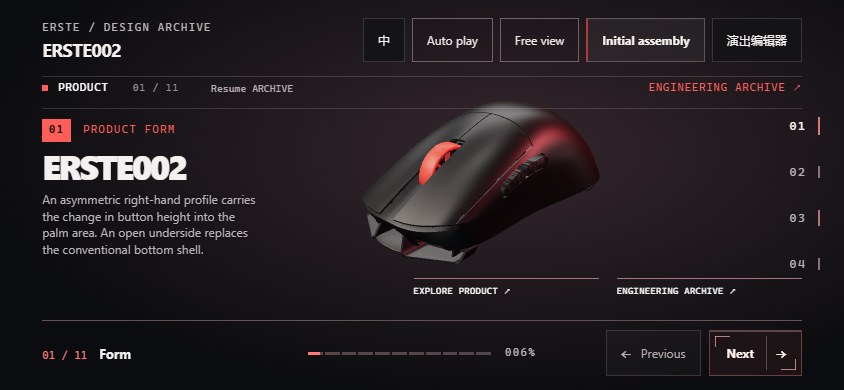 ERSTE / DESIGN ARCHIVE
ERSTE002
中
Auto play
Free view
Initial assembly
演出编辑器
PRODUCT
01 / 11
Resume ARCHIVE
ENGINEERING ARCHIVE ↗
01 PRODUCT FORM
ERSTE002
An asymmetric right-hand profile carries
the change in button height into the
palm area. An open underside replaces
the conventional bottom shell.
01
02
03
04
EXPLORE PRODUCT ↗
ENGINEERING ARCHIVE ↗
01 / 11 Form
006%
← Previous
Next →